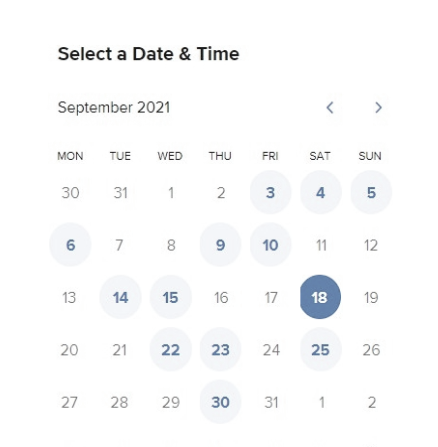 Select a Date & Time
September 2021
MON TUE WED THU FRI SAT SUN
30 31 1 2 3 4 5
6 7 8 9 10 11 12
13 14 15 16 17 18 19
20 21 22 23 24 25 26
27 28 29 30 31 1 2